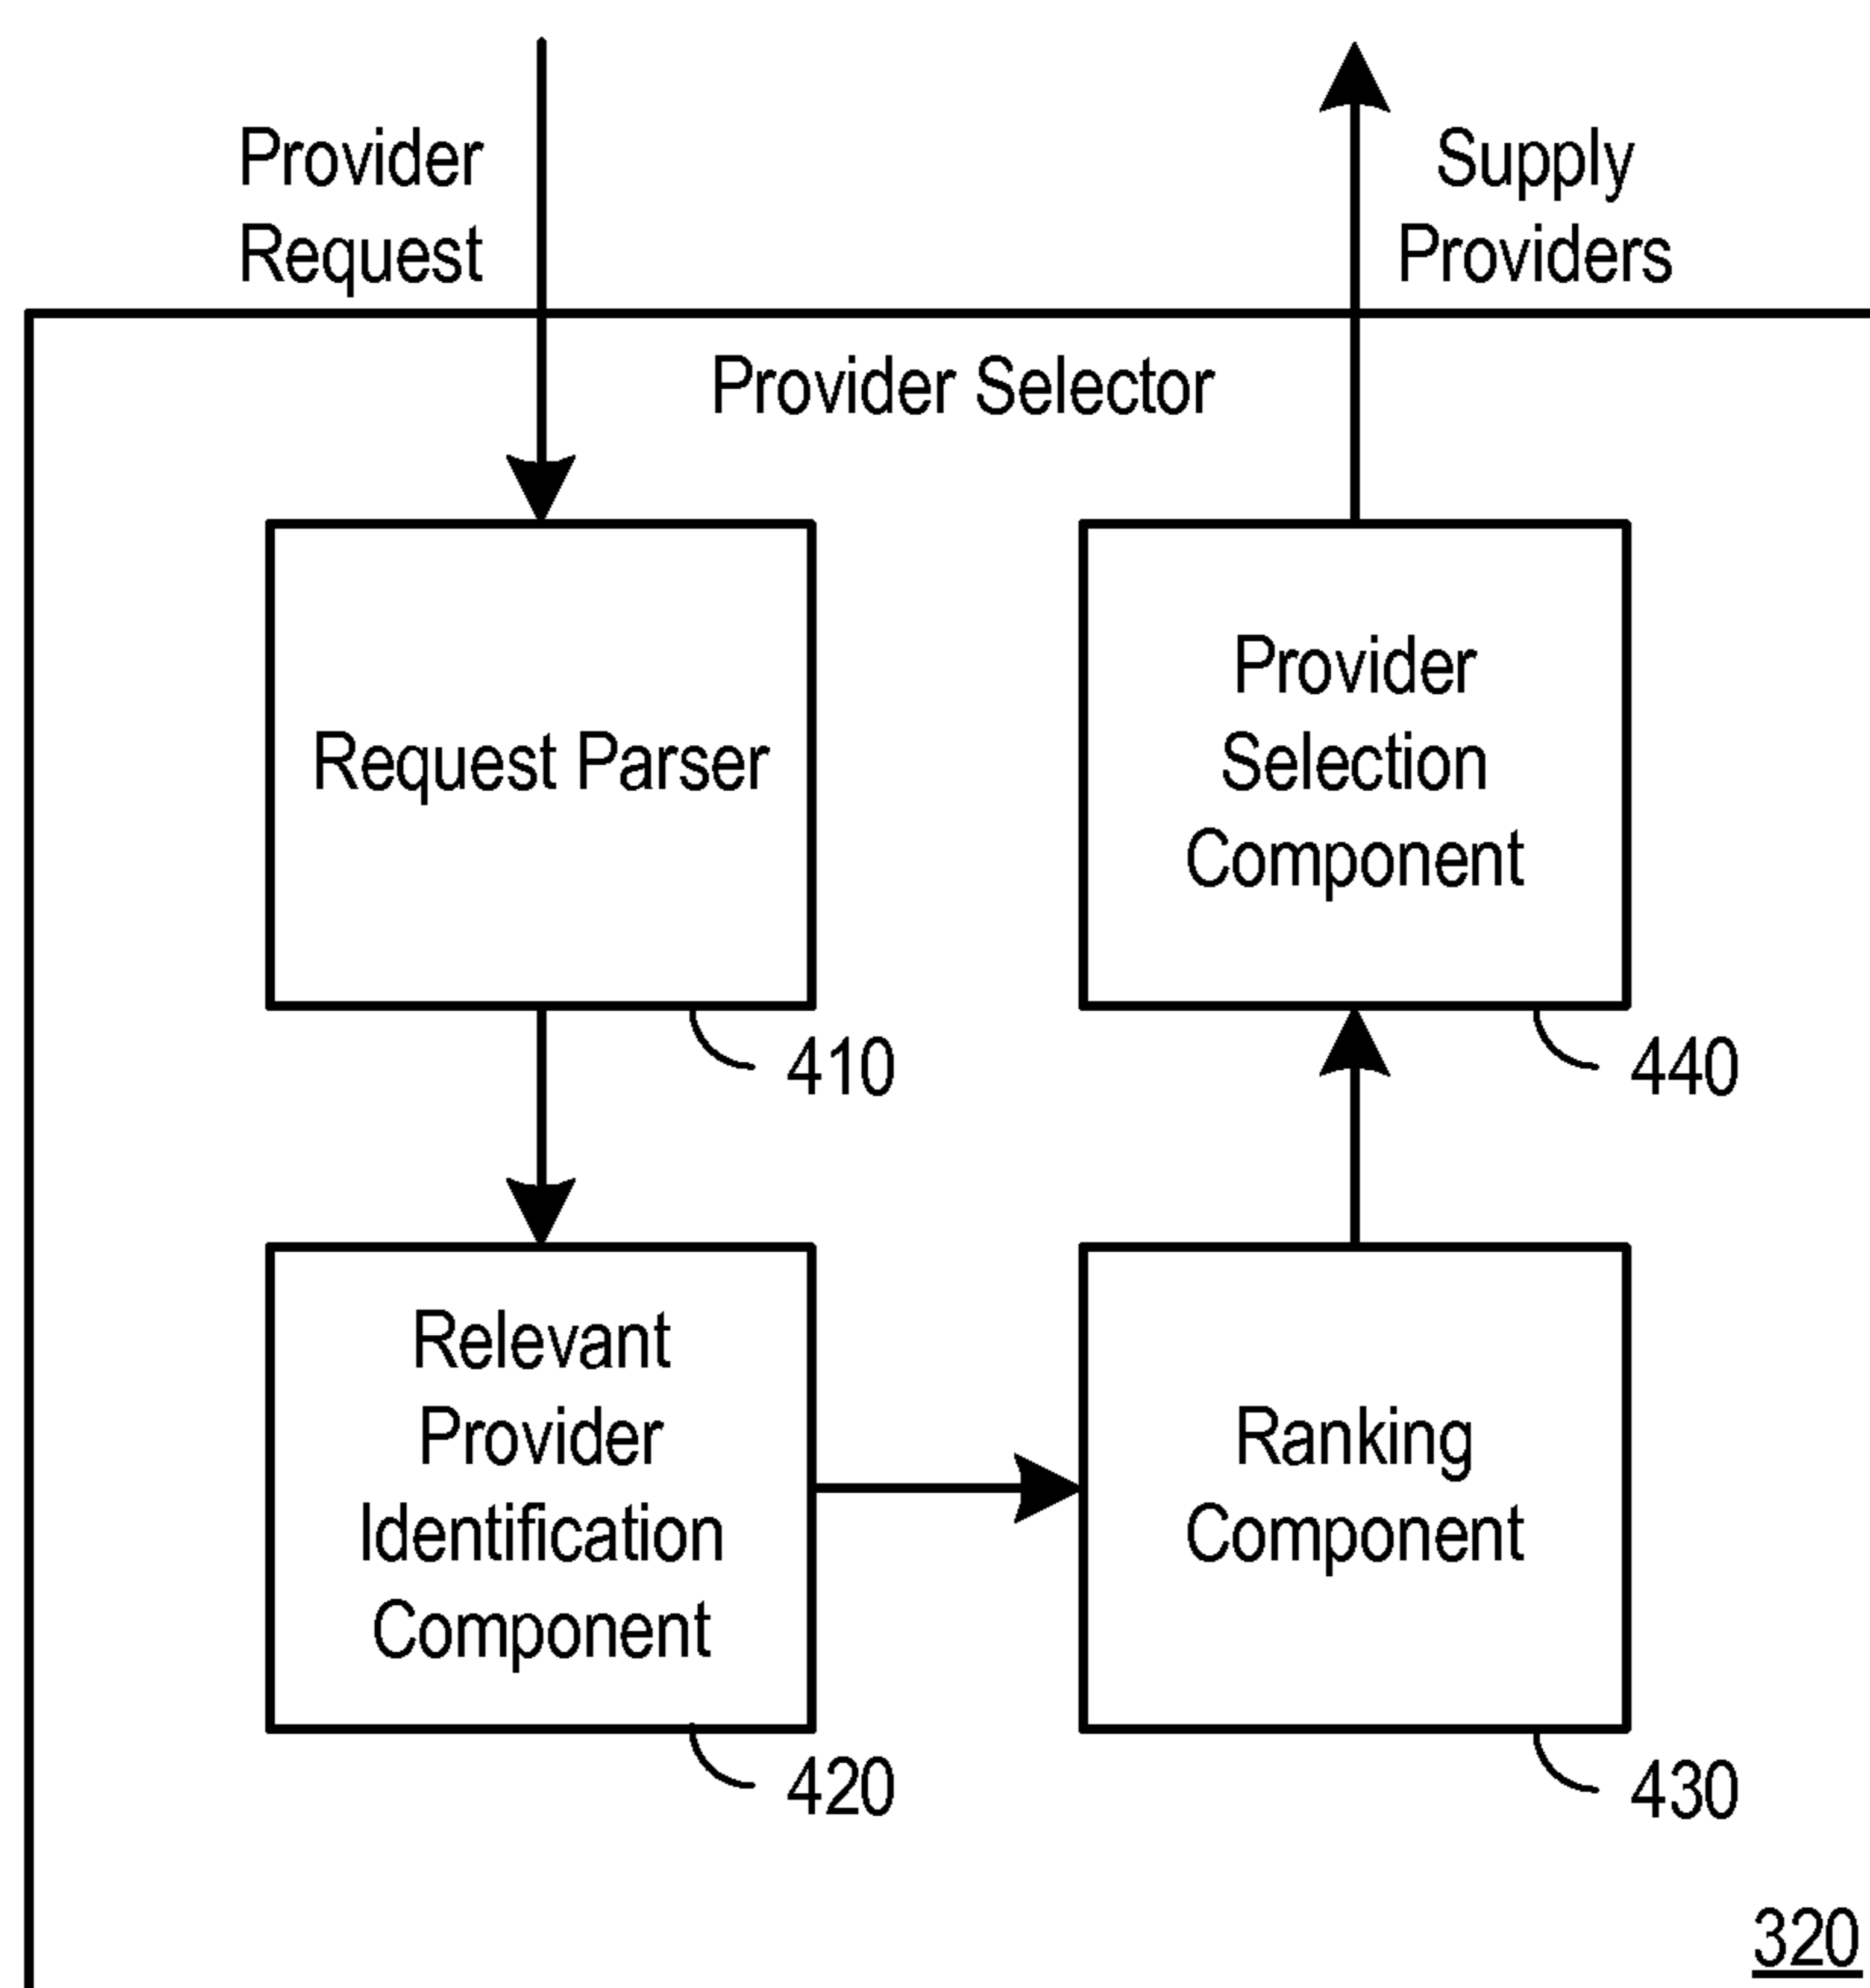 Provider
Request
Supply
Providers
Provider Selector
Request Parser
410
Provider
Selection
Component
440
Relevant
Provider
Identification
Component
420
Ranking
Component
430
320